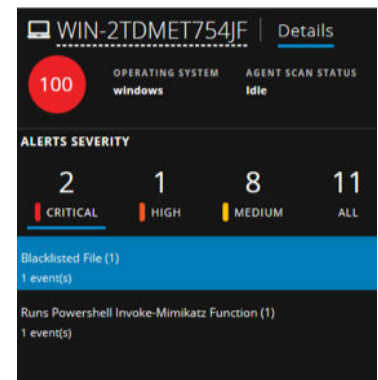 WIN-2TDMET754JF Details
100
OPERATING SYSTEM AGENT SCAN STATUS
windows Idle
ALERTS SEVERITY
2 1 8 11
CRITICAL HIGH MEDIUM ALL
Blacklisted File (1)
1 event(s)
Runs Powershell Invoke-Mimikatz Function (1)
1 event(s)